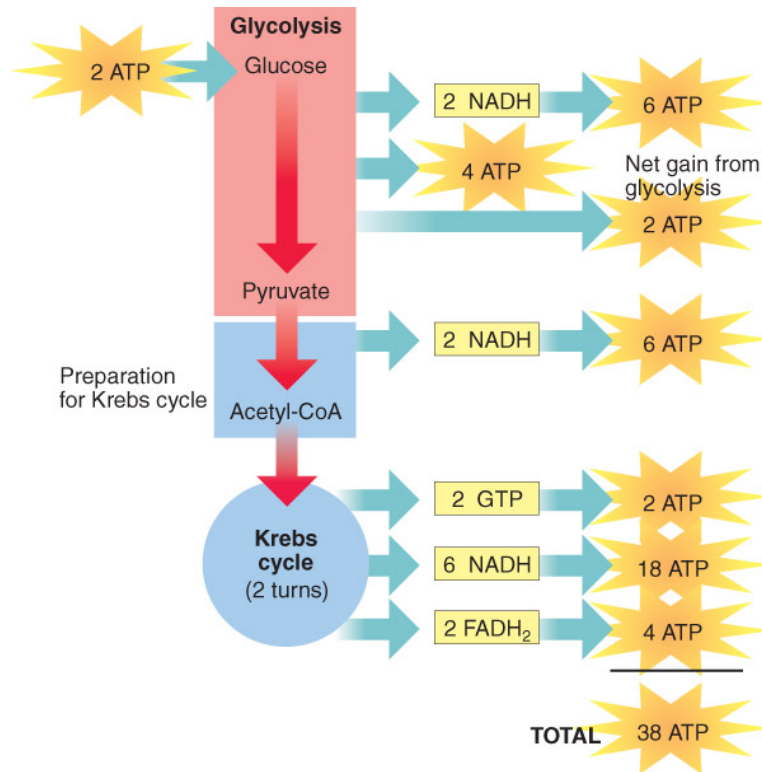 Glycolysis
2 ATP
Glucose
2 NADH
6 ATP
4 ATP
Net gain from
glycolysis
2 ATP
Pyruvate
2 NADH
6 ATP
Preparation
for Krebs cycle
Acetyl-CoA
2 GTP
2 ATP
Krebs
cycle
(2 turns)
6 NADH
18 ATP
2 FADH₂
4 ATP
TOTAL
38 ATP